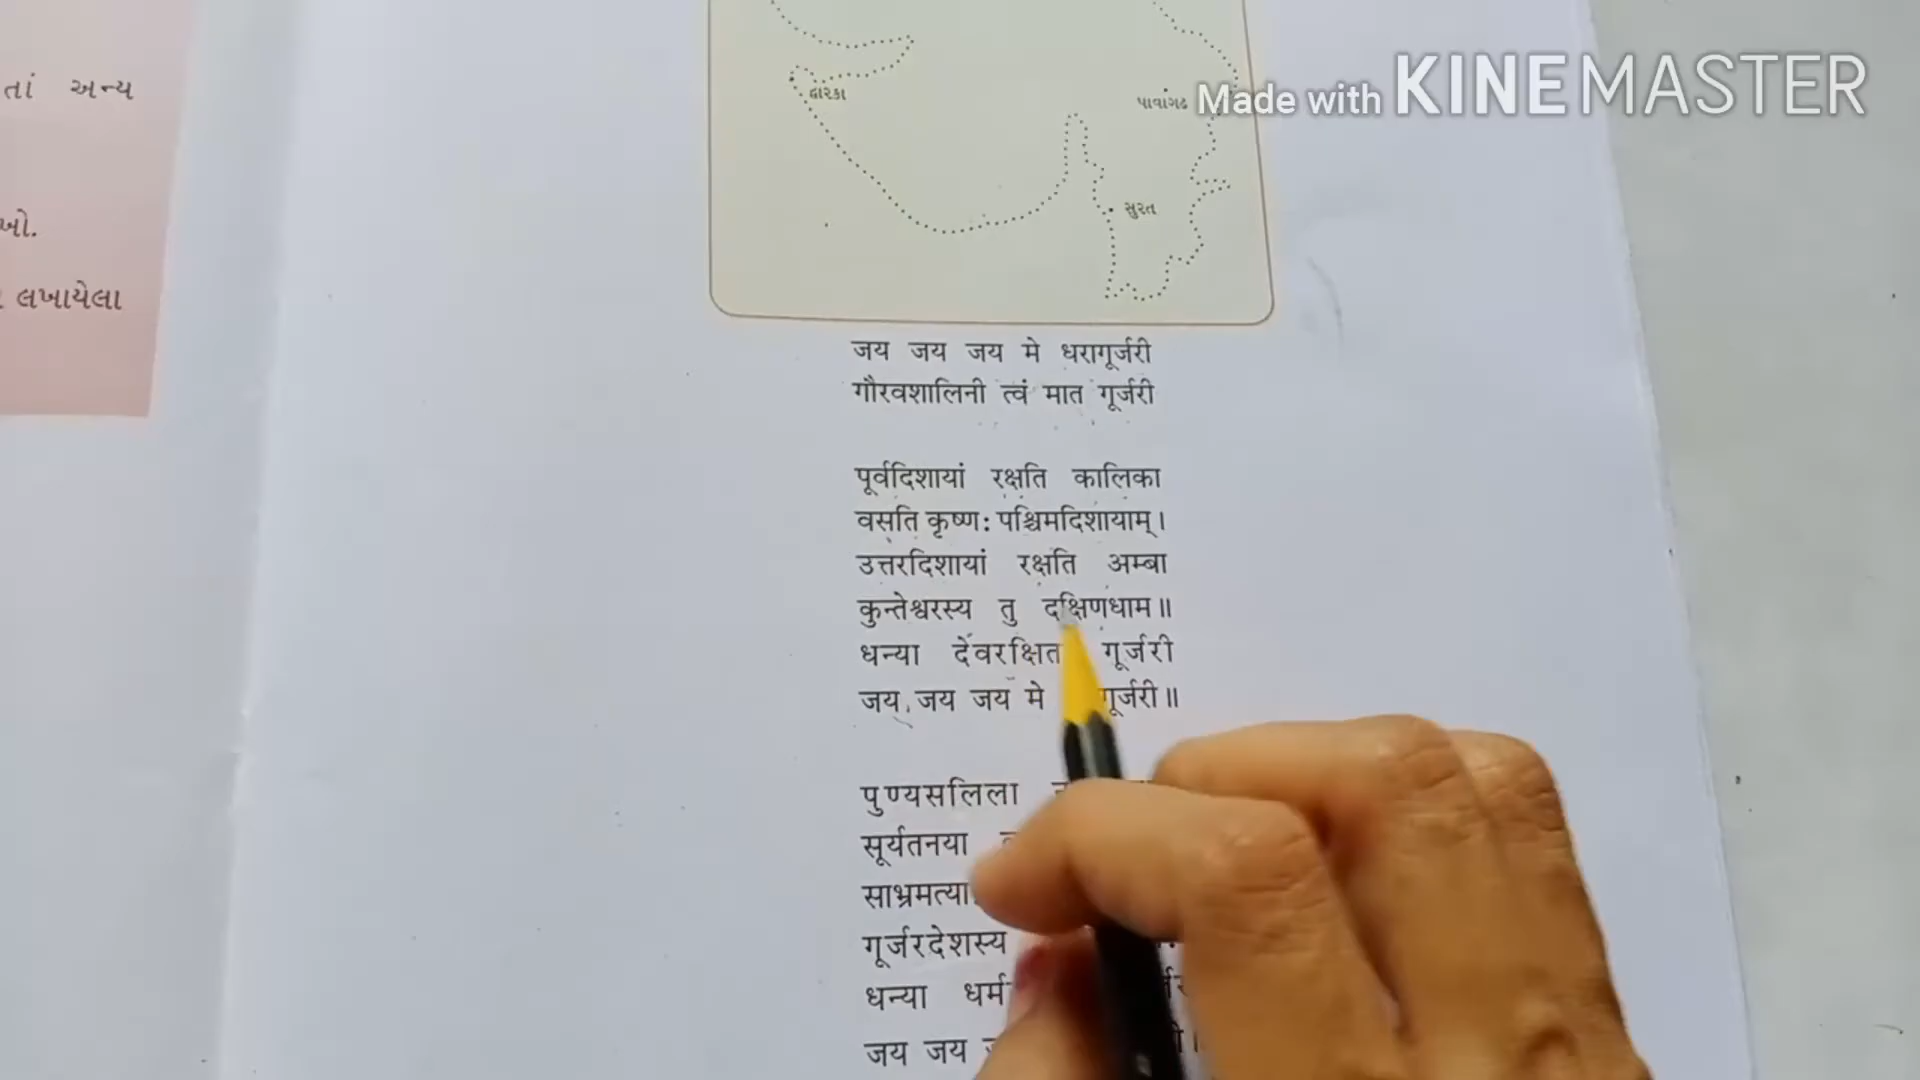 તાં અન્ય
લખાયેલા
દ્વારકા
પાવાગઢ
સુરત
Made with KINEMASTER
जय जय जय मे धरागूर्जरी
गौरवशालिनी त्वं मात गूर्जरी
पूर्वदिशायां रक्षति कालिका
वसति कृष्णः पश्चिमदिशायाम्।
उत्तरदिशायां रक्षति अम्बा
कुन्तेश्वरस्य तु दक्षिणधाम॥
धन्या गूर्जरी
जय जय जय मे गूर्जरी॥
पुण्यसलिला
सूर्यतनया
साभ्रमत्या
गूर्जरदेशस्य
धन्या
जय जय